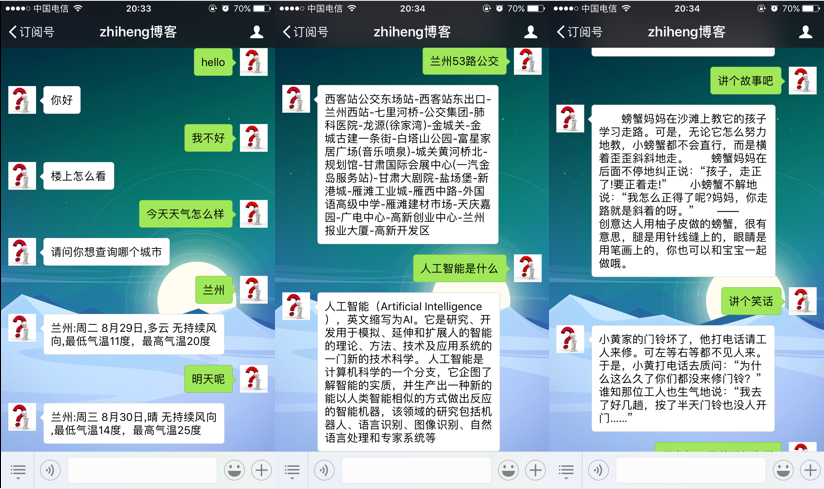 中国电信 20:33 70%
订阅号 zhiheng博客
hello
你好
我不好
楼上怎么看
今天天气怎么样
请问你想查询哪个城市
兰州
兰州:周二 8月29日,多云 无持续风
向,最低气温11度，最高气温20度
明天呢
兰州:周三 8月30日,晴 无持续风向
,最低气温14度，最高气温25度
中国电信 20:34 70%
订阅号 zhiheng博客
兰州53路公交
西客站公交东场站-西客站东出口-
兰州西站-七里河桥-公交集团-肺
科医院-龙源(徐家湾)-金城关-金
城古建一条街-白塔山公园-富星家
居广场(音乐喷泉)-城关黄河桥北-
规划馆-甘肃国际会展中心(一汽金
岛服务站)-甘肃大剧院-盐场堡-新
港城-雁滩工业城-雁西中路-外国
语高级中学-雁滩建材市场-天庆嘉
园-广电中心-高新创业中心-兰州
报业大厦-高新开发区
人工智能是什么
人工智能（Artificial Intelligence
），英文缩写为AI。它是研究、开
发用于模拟、延伸和扩展人的智能
的理论、方法、技术及应用系统的
一门新的技术科学。 人工智能是
计算机科学的一个分支，它企图了
解智能的实质，并生产出一种新的
能以人类智能相似的方式做出反应
的智能机器，该领域的研究包括机
器人、语言识别、图像识别、自然
语言处理和专家系统等
中国电信 20:34 70%
订阅号 zhiheng博客
讲个故事吧
螃蟹妈妈在沙滩上教它的孩子
学习走路。可是，无论它怎么努力
地教，小螃蟹都不会直行，而是横
着歪歪斜斜地走。 螃蟹妈妈在
后面不停地纠正说：“孩子，走正
了!要正着走!” 小螃蟹不解地
说：“我怎么正得了呢?妈妈，你走
路就是斜着的呀。” ——
创意达人用柚子皮做的螃蟹，很有
意思，腿是用针线缝上的，眼睛是
用笔画上的，你也可以和宝宝一起
做哦。
讲个笑话
小黄家的门铃坏了，他打电话请工
人来修。可左等右等都不见人来。
于是，小黄打电话去质问：“为什
么这么久了你们都没来修门铃？”
谁知那位工人也生气地说：“我去
了好几趟，按了半天门铃也没人开
门……”